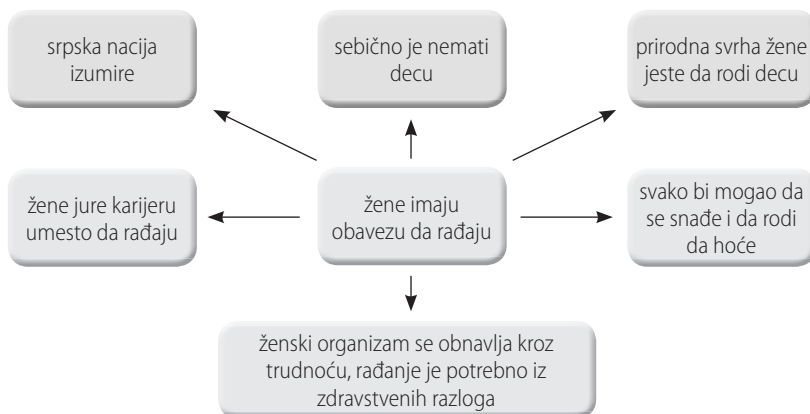 srpska nacija
izumire
sebično je nemati
decu
prirodna svrha žene
jeste da rodi decu
žene jure karijeru
umesto da rađaju
žene imaju
obavezu da rađaju
svako bi mogao da
se snađe i da rodi
da hoće
ženski organizam se obnavlja kroz
trudnoću, rađanje je potrebno iz
zdravstvenih razloga